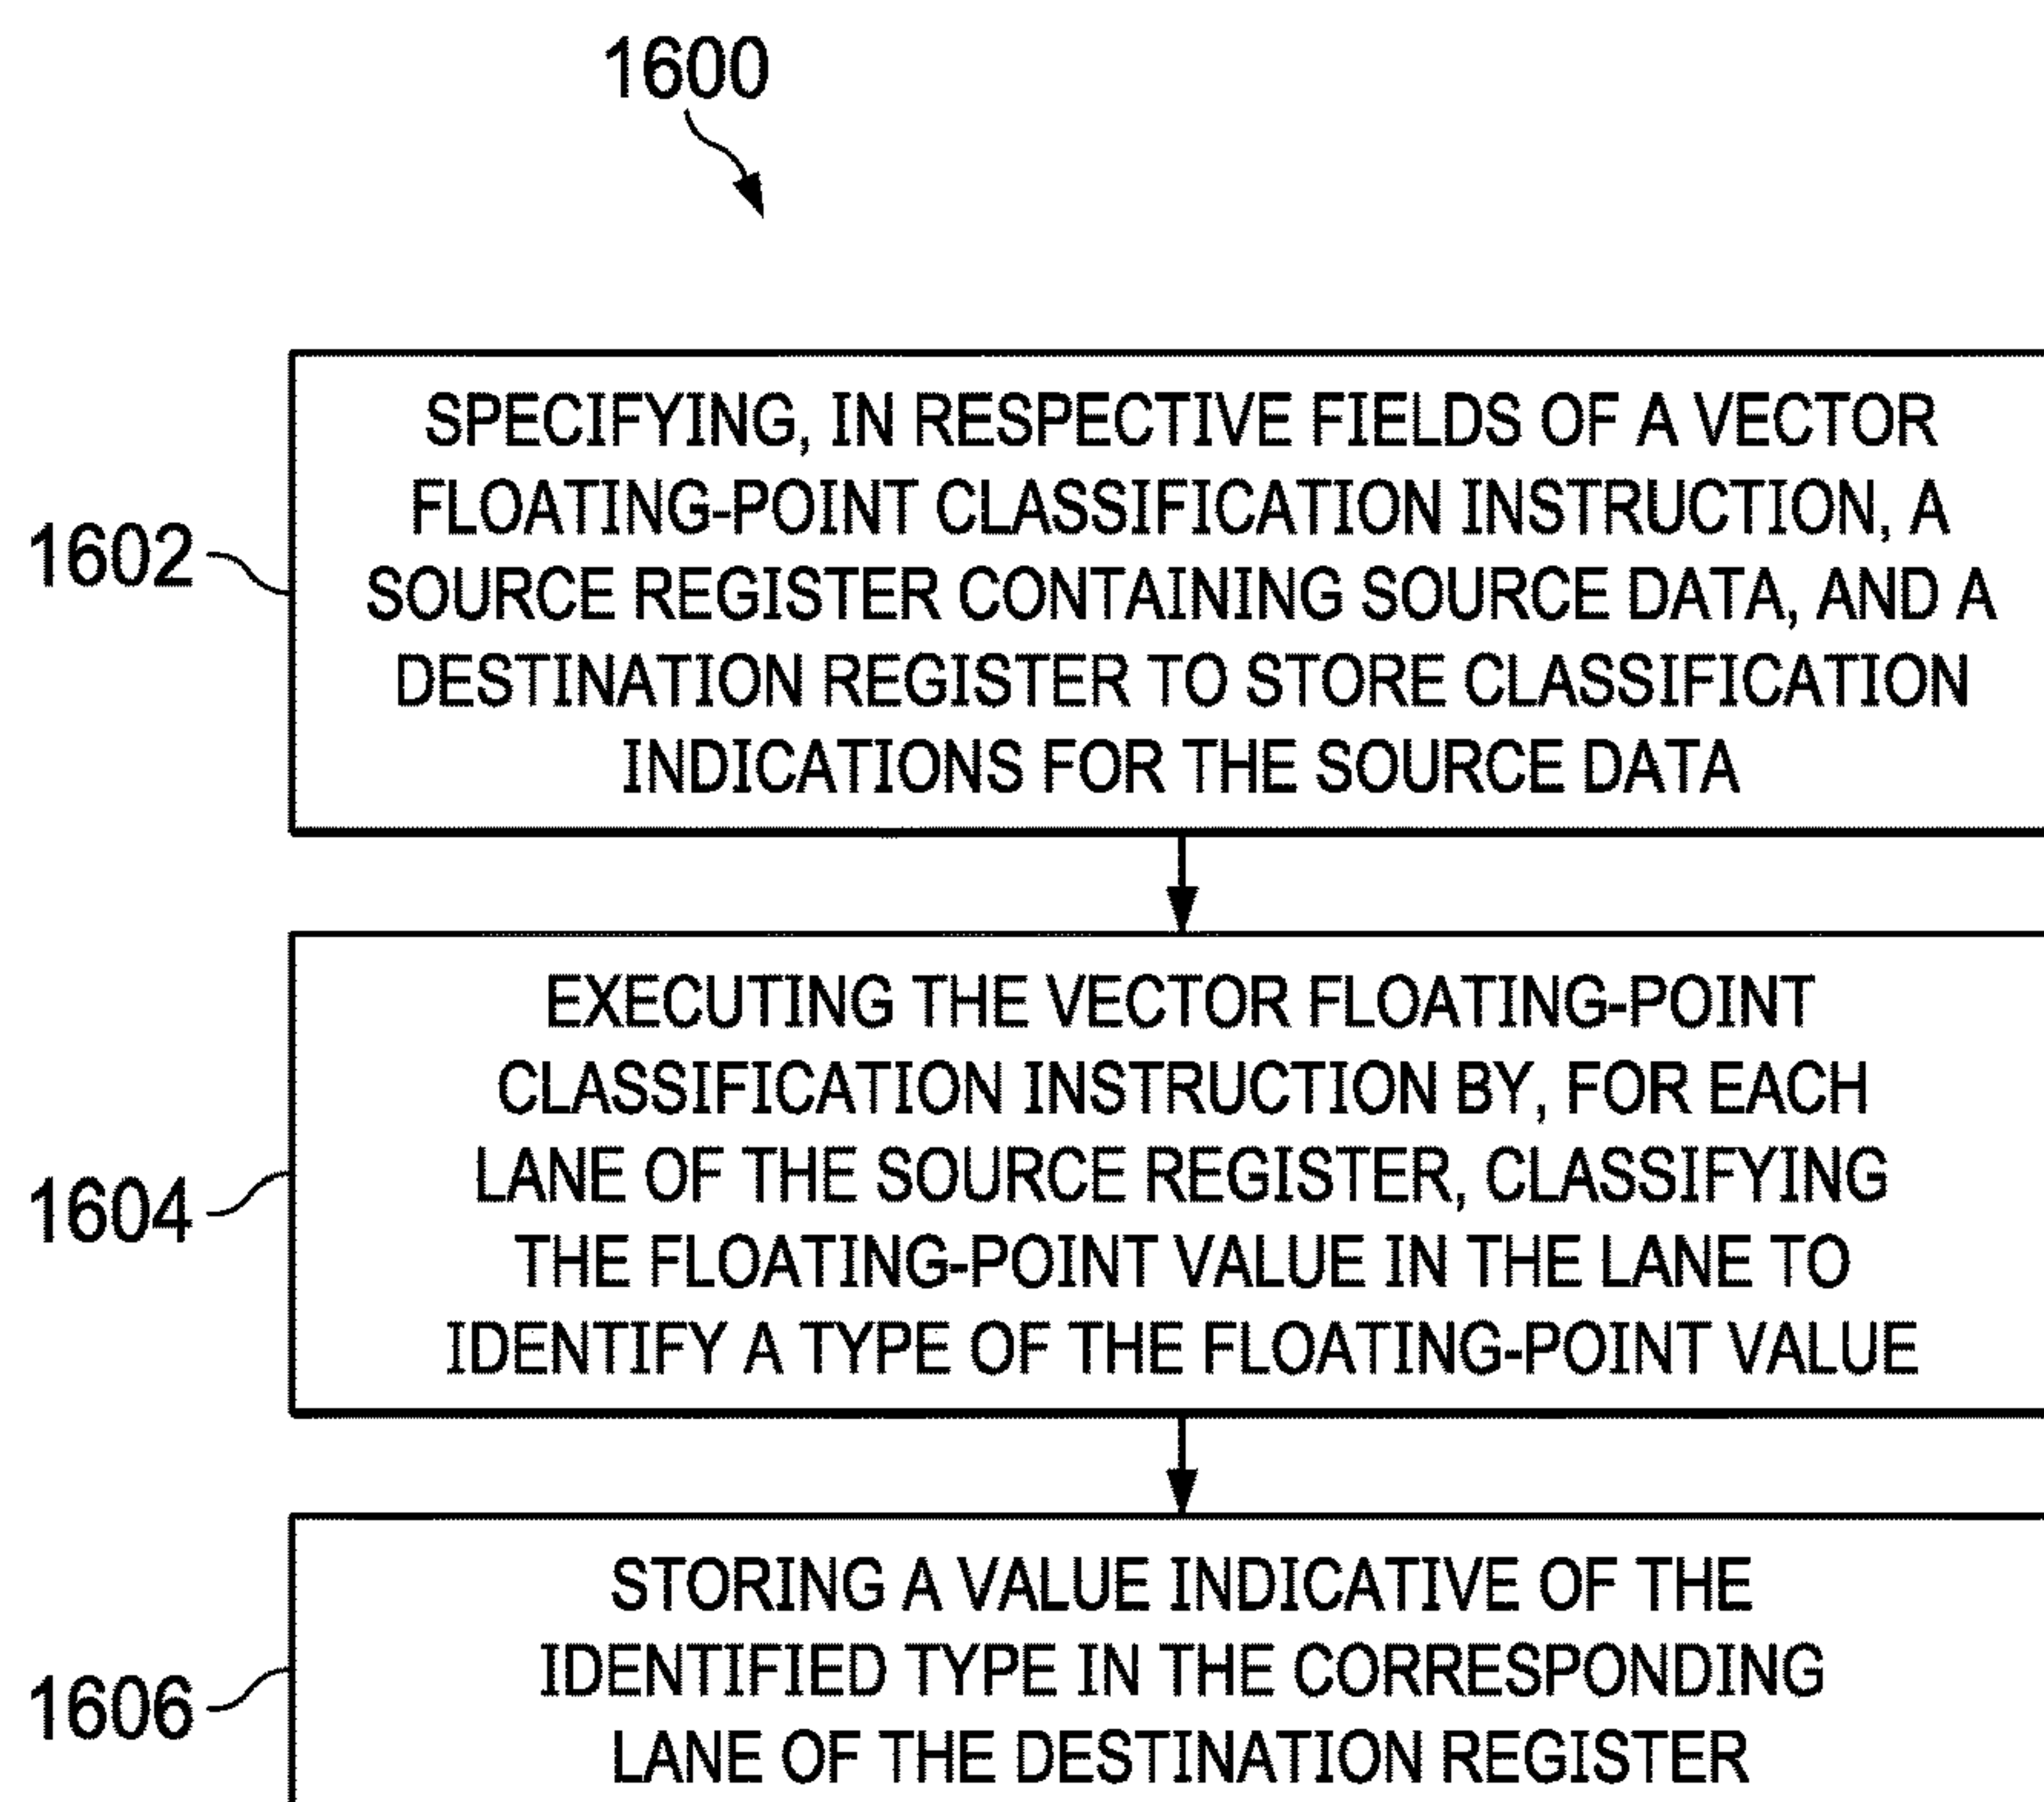 1600
1602
SPECIFYING, IN RESPECTIVE FIELDS OF A VECTOR
FLOATING-POINT CLASSIFICATION INSTRUCTION, A
SOURCE REGISTER CONTAINING SOURCE DATA, AND A
DESTINATION REGISTER TO STORE CLASSIFICATION
INDICATIONS FOR THE SOURCE DATA
1604
EXECUTING THE VECTOR FLOATING-POINT
CLASSIFICATION INSTRUCTION BY, FOR EACH
LANE OF THE SOURCE REGISTER, CLASSIFYING
THE FLOATING-POINT VALUE IN THE LANE TO
IDENTIFY A TYPE OF THE FLOATING-POINT VALUE
1606
STORING A VALUE INDICATIVE OF THE
IDENTIFIED TYPE IN THE CORRESPONDING
LANE OF THE DESTINATION REGISTER